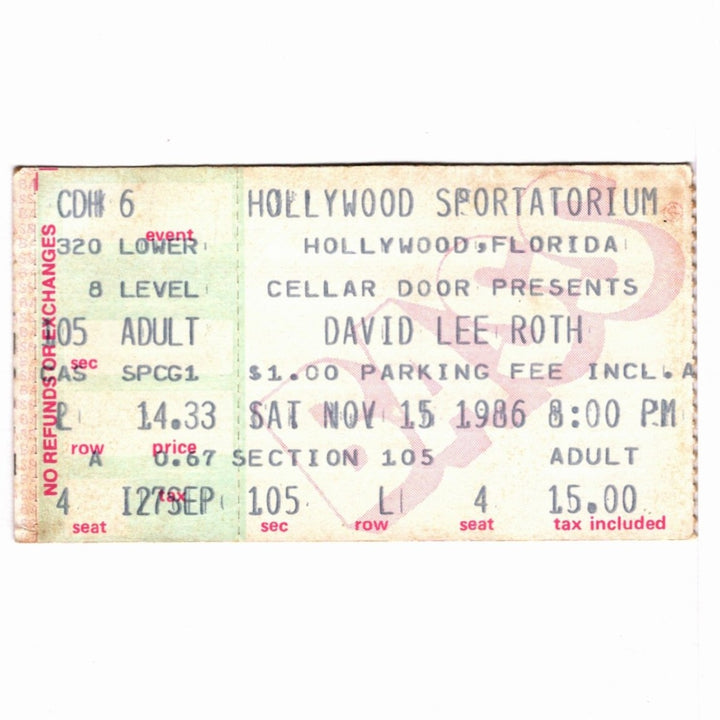 NO REFUNDS OR EXCHANGES
CDH 6
event
320 LOWER
8 LEVEL
105 ADULT
sec
CAS SPCG1
L 14.33
row price
A 0.67
tax
4 I27SEP
seat
HOLLYWOOD SPORTATORIUM
HOLLYWOOD,FLORIDA
CELLAR DOOR PRESENTS
DAVID LEE ROTH
$1.00 PARKING FEE INCL.A
SAT NOV 15 1986 8:00 PM
SECTION 105 ADULT
105 L 4 15.00
sec row seat tax included
BASS